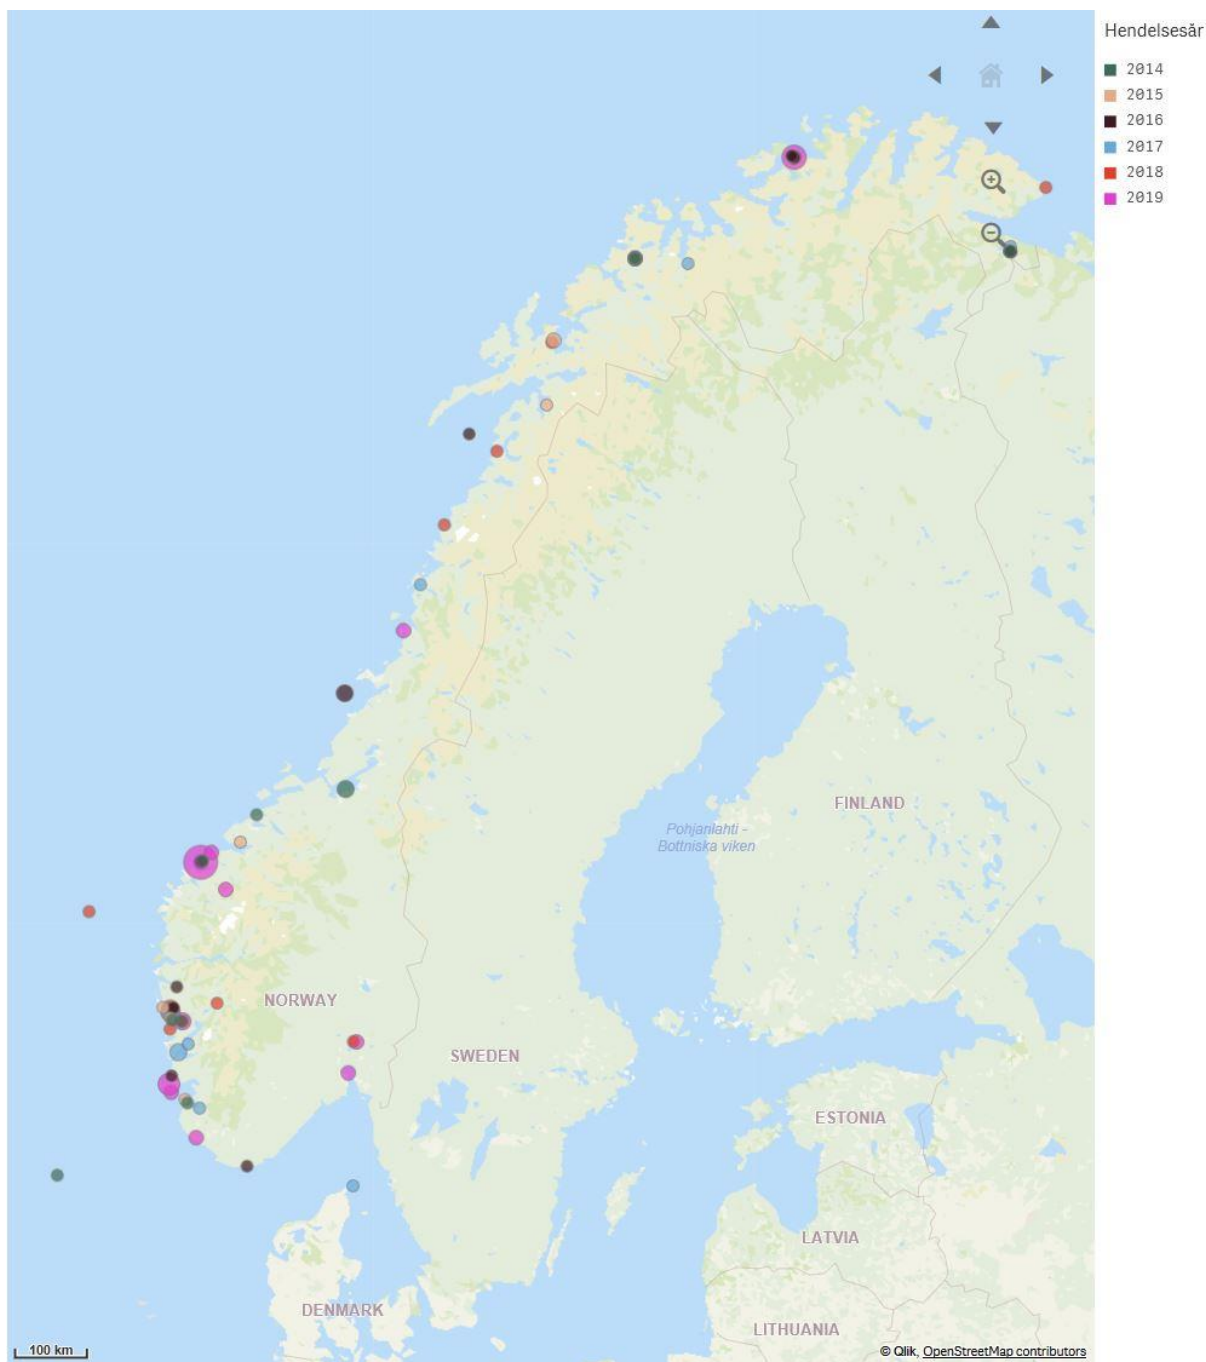 Hendelsesår
2014
2015
2016
2017
2018
2019
FINLAND
Pohjanlahti -
Bottniska viken
NORWAY
SWEDEN
ESTONIA
LATVIA
DENMARK
LITHUANIA
100 km
© Qlik, OpenStreetMap contributors